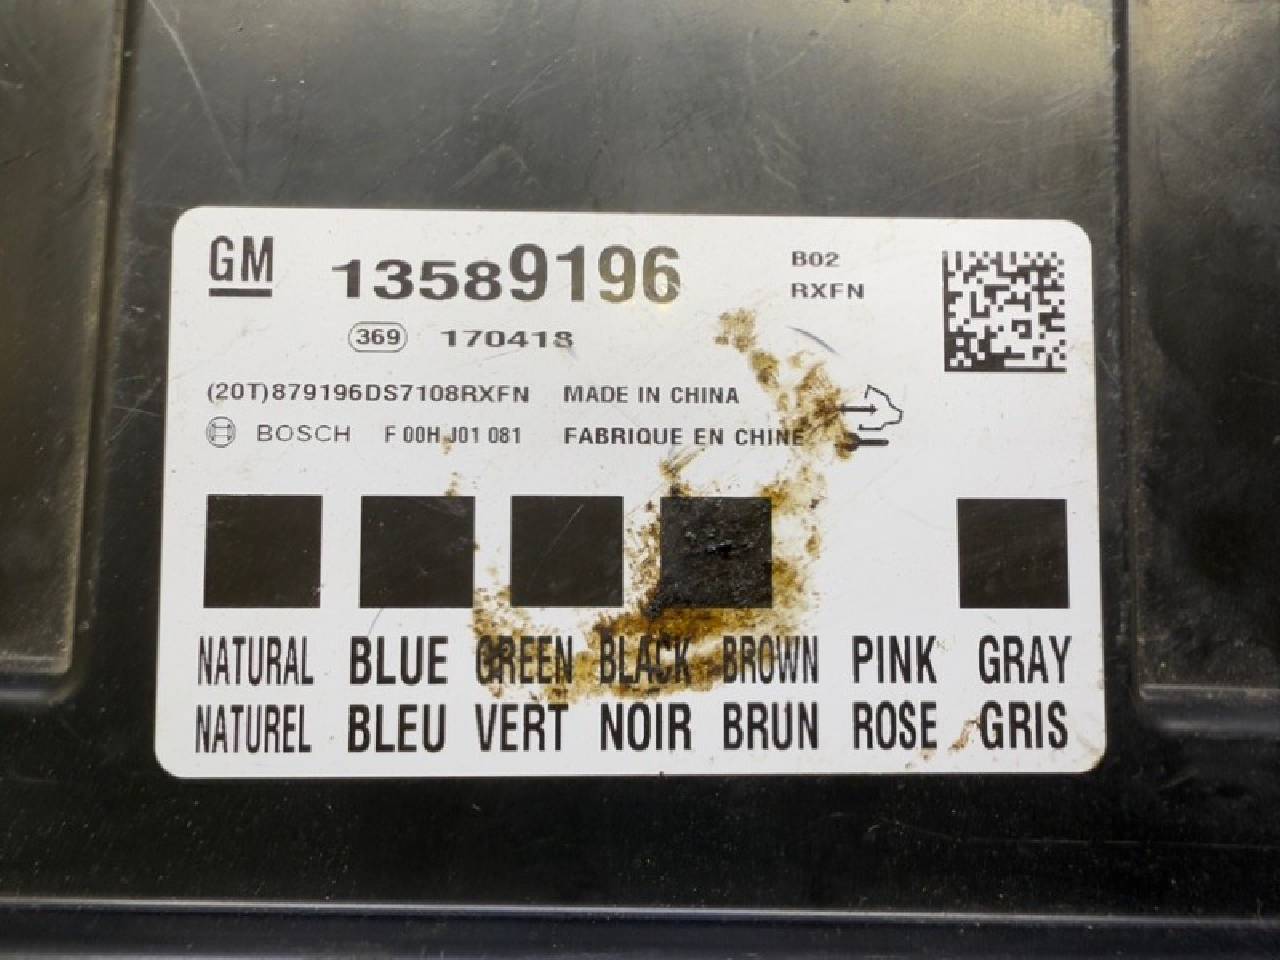 GM 13589196 B02
RXFN
369 170418
(20T)879196DS7108RXFN MADE IN CHINA
BOSCH F 00H J01 081 FABRIQUE EN CHINE
NATURAL BLUE GREEN BLACK BROWN PINK GRAY
NATUREL BLEU VERT NOIR BRUN ROSE GRIS